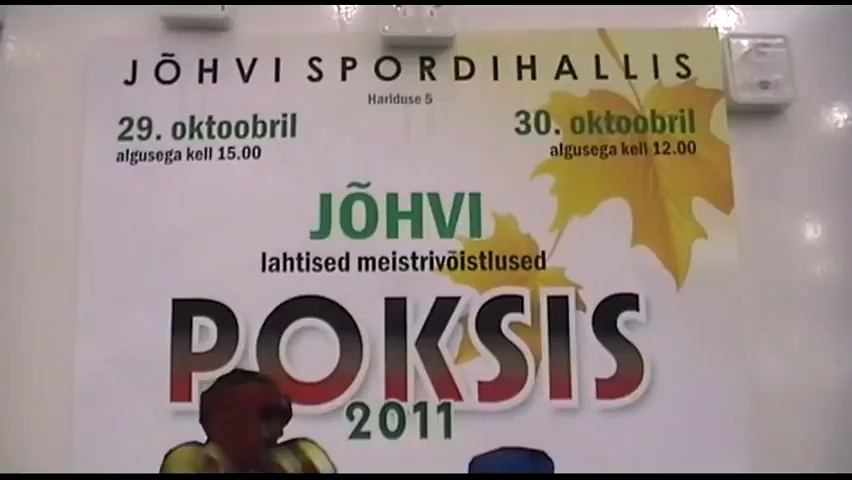 JÕHVI SPORDIHALLIS
Hariduse 5
29. oktoobril
algusega kell 15.00
30. oktoobril
algusega kell 12.00
JÕHVI
lahtised meistrivõistlused
POKSIS
2011